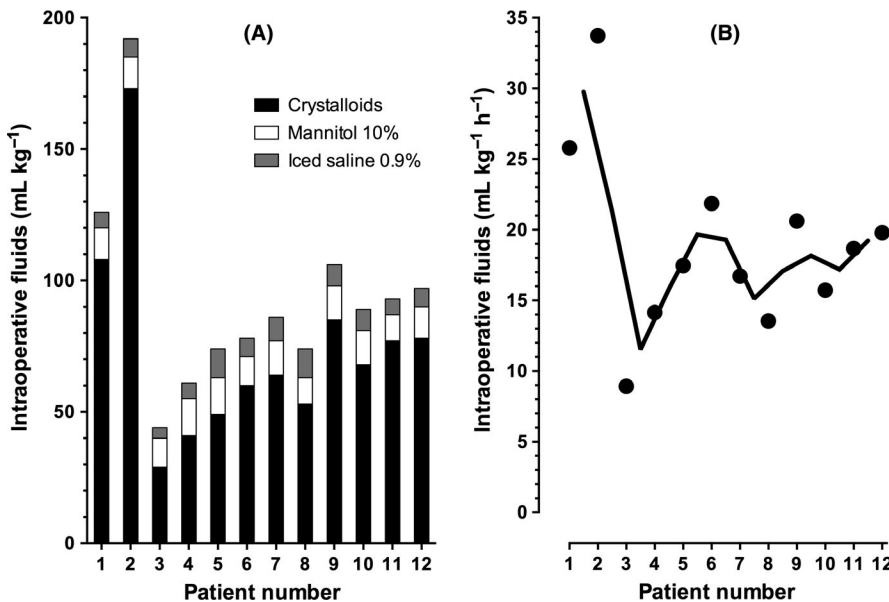 (A)
200
150
100
50
0
Intraoperative fluids (mL kg⁻¹)
Crystalloids
Mannitol 10%
Iced saline 0.9%
1 2 3 4 5 6 7 8 9 10 11 12
Patient number
(B)
35
30
25
20
15
10
5
0
Intraoperative fluids (mL kg⁻¹ h⁻¹)
1 2 3 4 5 6 7 8 9 10 11 12
Patient number